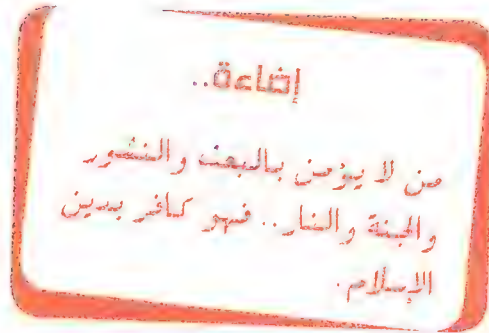 إضاءة..
من لا يؤمن بالبعث والنشور
والجنة والنار.. فهو كافر بدين
الإسلام.